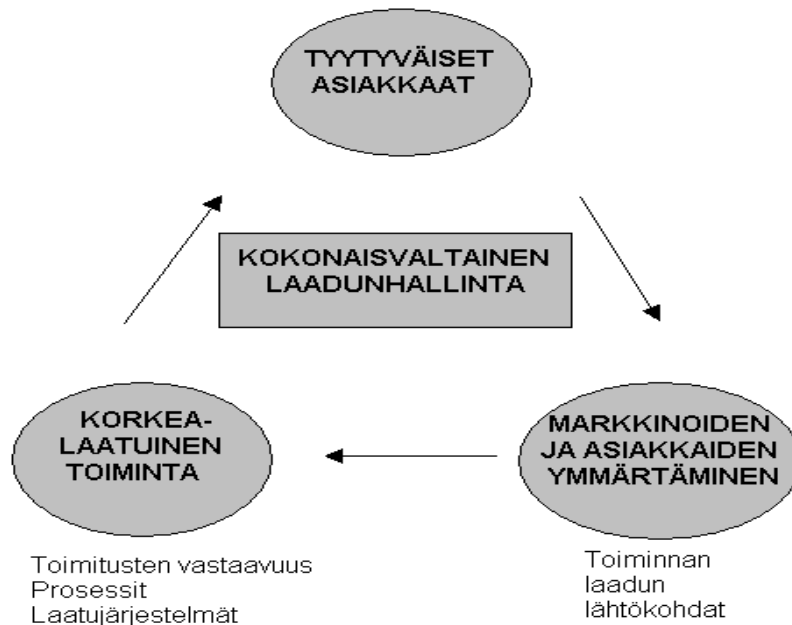 TYYTYVÄISET
ASIAKKAAT
KOKONAISVALTAINEN
LAADUNHALLINTA
KORKEA-
LAATUINEN
TOIMINTA
MARKKINOIDEN
JA ASIAKKAIDEN
YMMÄRTÄMINEN
Toimitusten vastaavuus
Prosessit
Laatujärjestelmät
Toiminnan
laadun
lähtökohdat